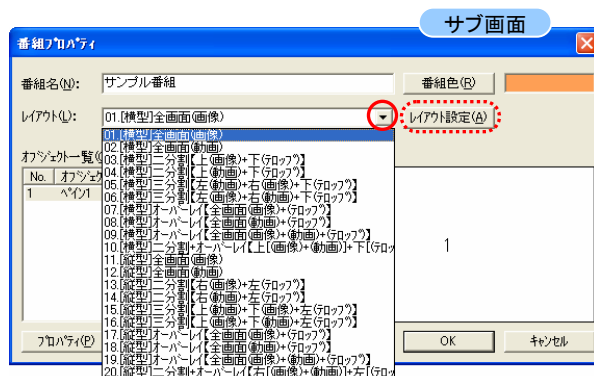 サブ画面
番組ﾌﾟﾛﾊﾟﾃｨ
番組名(N): サンプル番組 番組色(R)
ﾚｲｱｳﾄ(L): 01.[横型]全画面(画像) ﾚｲｱｳﾄ設定(A)
01.[横型]全画面(画像)
02.[横型]全画面(動画)
ｵﾌﾞｼﾞｪｸﾄ一覧(
03.[横型]二分割【上(画像)+下(ﾃﾛｯﾌﾟ)】
04.[横型]二分割【上(動画)+下(ﾃﾛｯﾌﾟ)】
No. ｵﾌﾞｼﾞｪｸ
05.[横型]三分割【左(動画)+右(画像)+下(ﾃﾛｯﾌﾟ)】
1 ﾍﾟｲﾝ1
06.[横型]三分割【左(画像)+右(動画)+下(ﾃﾛｯﾌﾟ)】
07.[横型]ｵｰﾊﾞｰﾚｲ【全画面(画像)+(ﾃﾛｯﾌﾟ)】
08.[横型]ｵｰﾊﾞｰﾚｲ【全画面(動画)+(ﾃﾛｯﾌﾟ)】
09.[横型]ｵｰﾊﾞｰﾚｲ【全画面(画像)+(動画)+(ﾃﾛｯﾌﾟ)】
10.[横型]二分割+ｵｰﾊﾞｰﾚｲ【上[(画像)+(動画)]+下[(ﾃﾛｯ
1
11.[縦型]全画面(画像)
12.[縦型]全画面(動画)
13.[縦型]二分割【右(画像)+左(ﾃﾛｯﾌﾟ)】
14.[縦型]二分割【右(動画)+左(ﾃﾛｯﾌﾟ)】
15.[縦型]三分割【上(動画)+下(画像)+左(ﾃﾛｯﾌﾟ)】
16.[縦型]三分割【上(画像)+下(動画)+左(ﾃﾛｯﾌﾟ)】
17.[縦型]ｵｰﾊﾞｰﾚｲ【全画面(画像)+(ﾃﾛｯﾌﾟ)】
18.[縦型]ｵｰﾊﾞｰﾚｲ【全画面(動画)+(ﾃﾛｯﾌﾟ)】
ﾌﾟﾛﾊﾟﾃｨ(P) OK ｷｬﾝｾﾙ
19.[縦型]ｵｰﾊﾞｰﾚｲ【全画面(画像)+(動画)+(ﾃﾛｯﾌﾟ)】
20.[縦型]二分割+ｵｰﾊﾞｰﾚｲ【右[(画像)+(動画)]+左[(ﾃﾛｯ